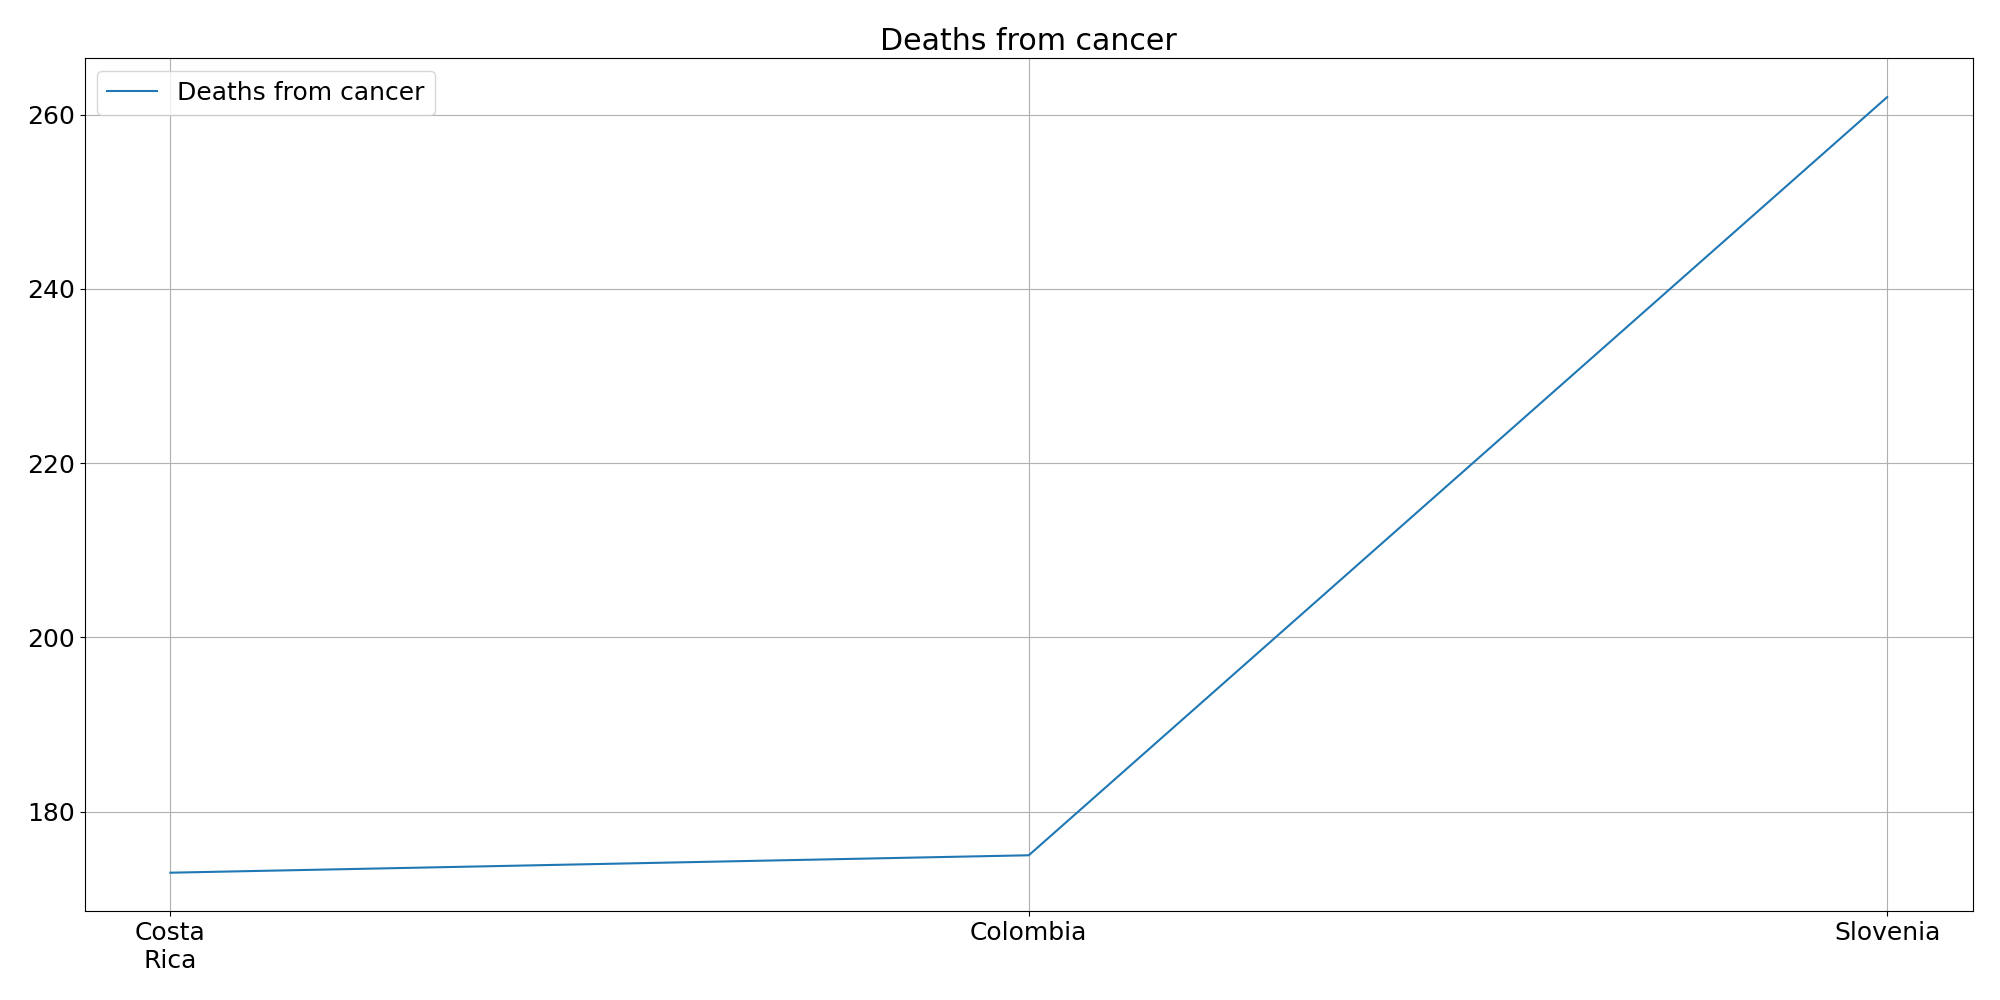 Deaths from cancer
Deaths from cancer
260
240
220
200
180
Costa
Rica
Colombia
Slovenia